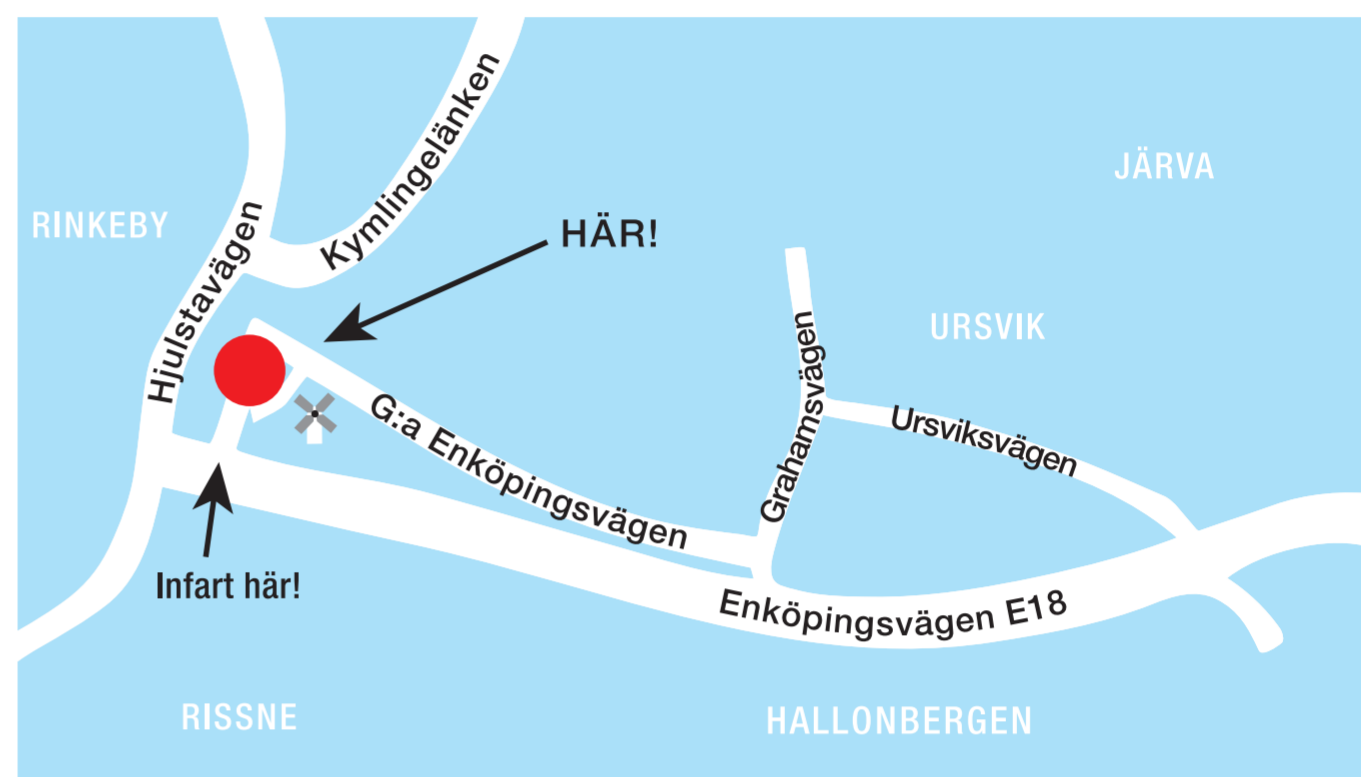 Kymlingelänken
JÄRVA
RINKEBY
Hjulstavägen
HÄR!
URSVIK
Grahamsvägen
G:a Enköpingsvägen
Ursviksvägen
Infart här!
Enköpingsvägen E18
RISSNE
HALLONBERGEN